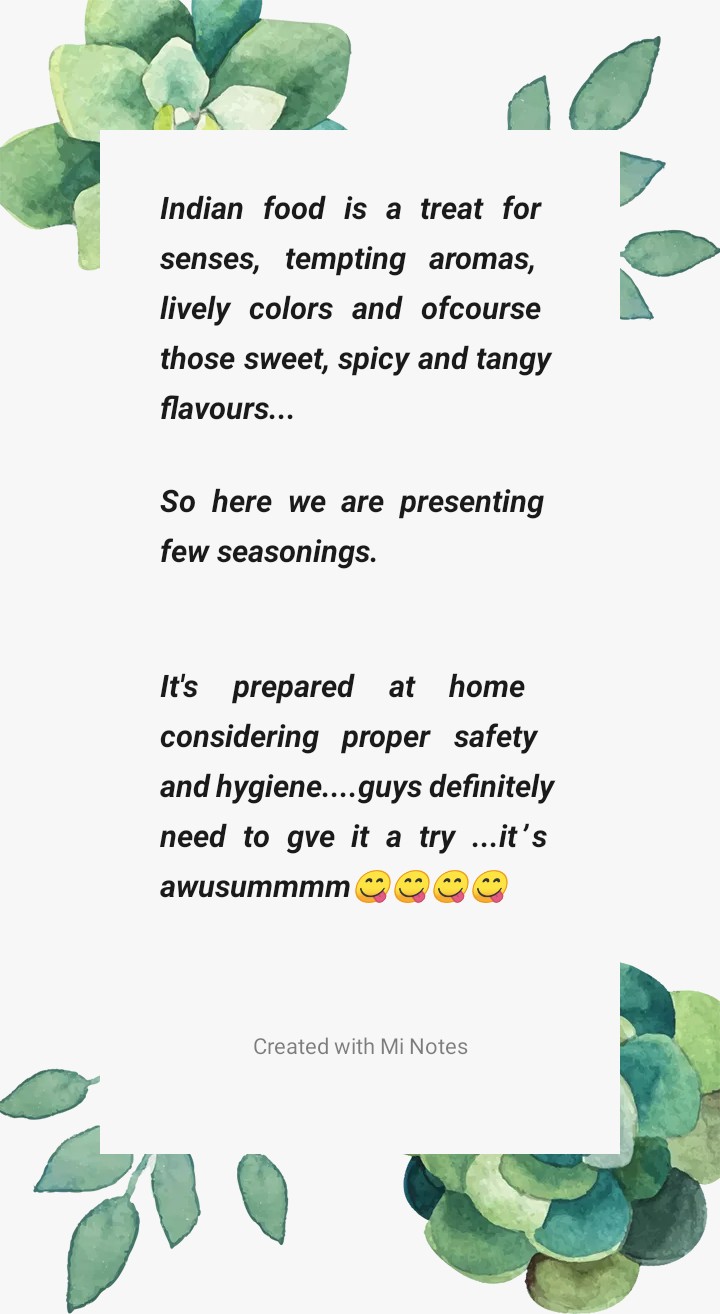 Indian food is a treat for
senses, tempting aromas,
lively colors and ofcourse
those sweet, spicy and tangy
flavours...
So here we are presenting
few seasonings.
It's prepared at home
considering proper safety
and hygiene....guys definitely
need to gve it a try ...it’s
awusummmm😋😋😋😋
Created with Mi Notes